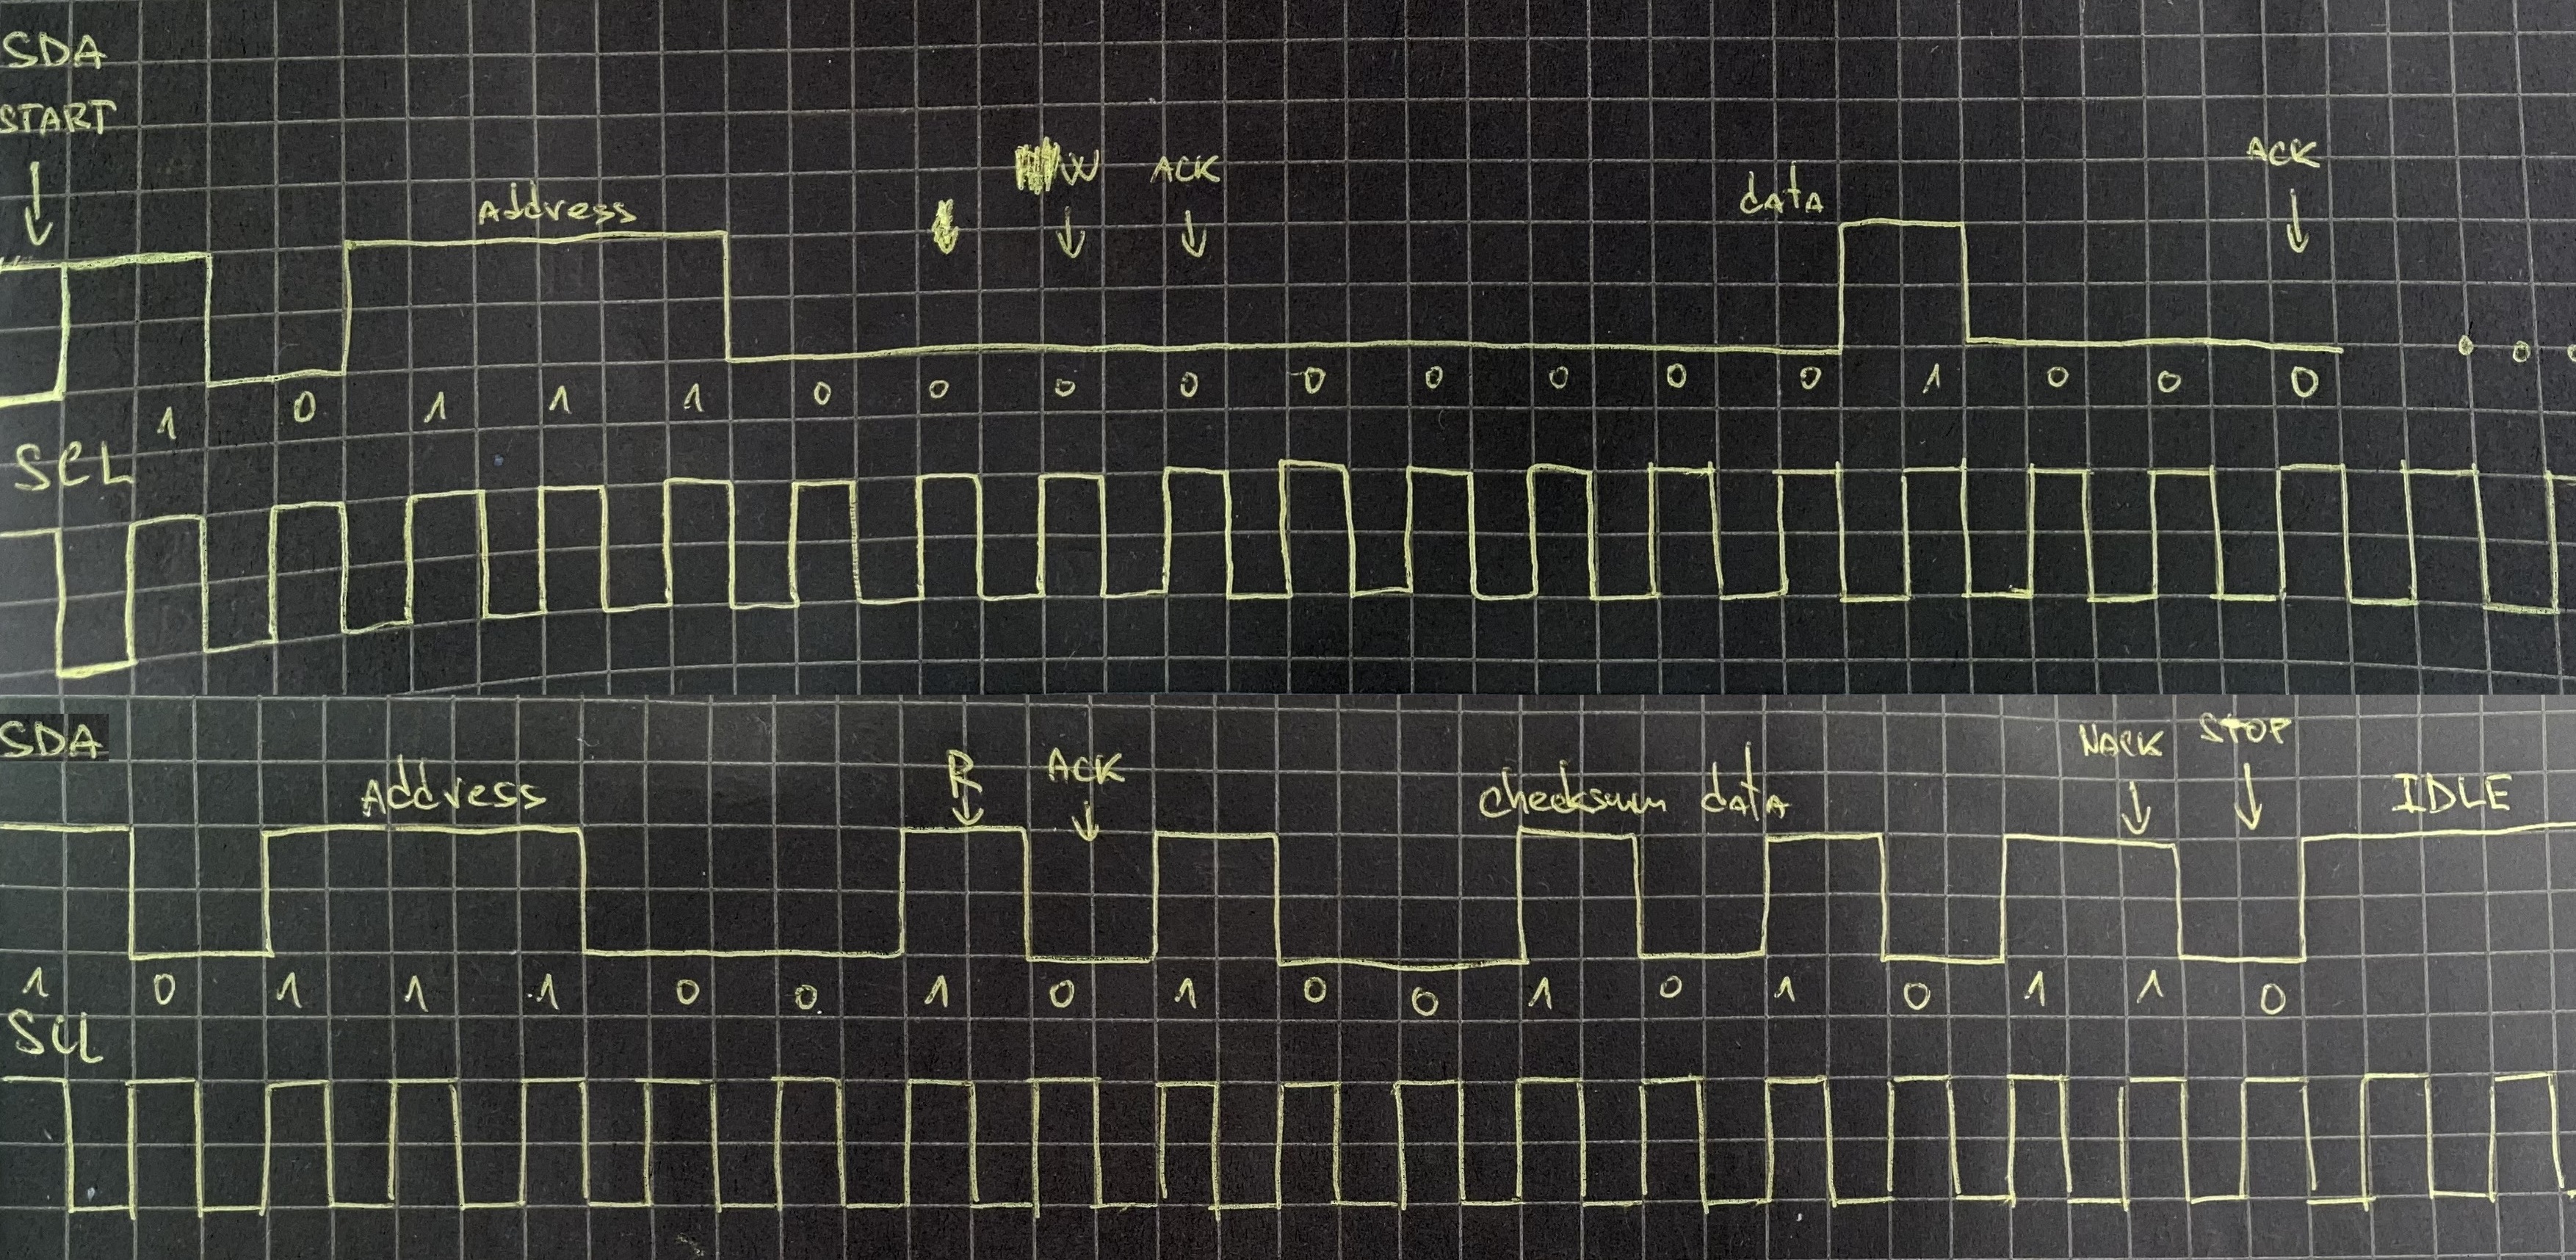 SDA
START
Address
W ACK
data
ACK
1 0 1 1 1 0 0 0 0 0 0 0 0 0 1 0 0 0
SCL
SDA
Address
R ACK
checksum data
NACK STOP
IDLE
1 0 1 1 1 0 0 1 0 1 0 0 1 0 1 0 1 1 0
SCL